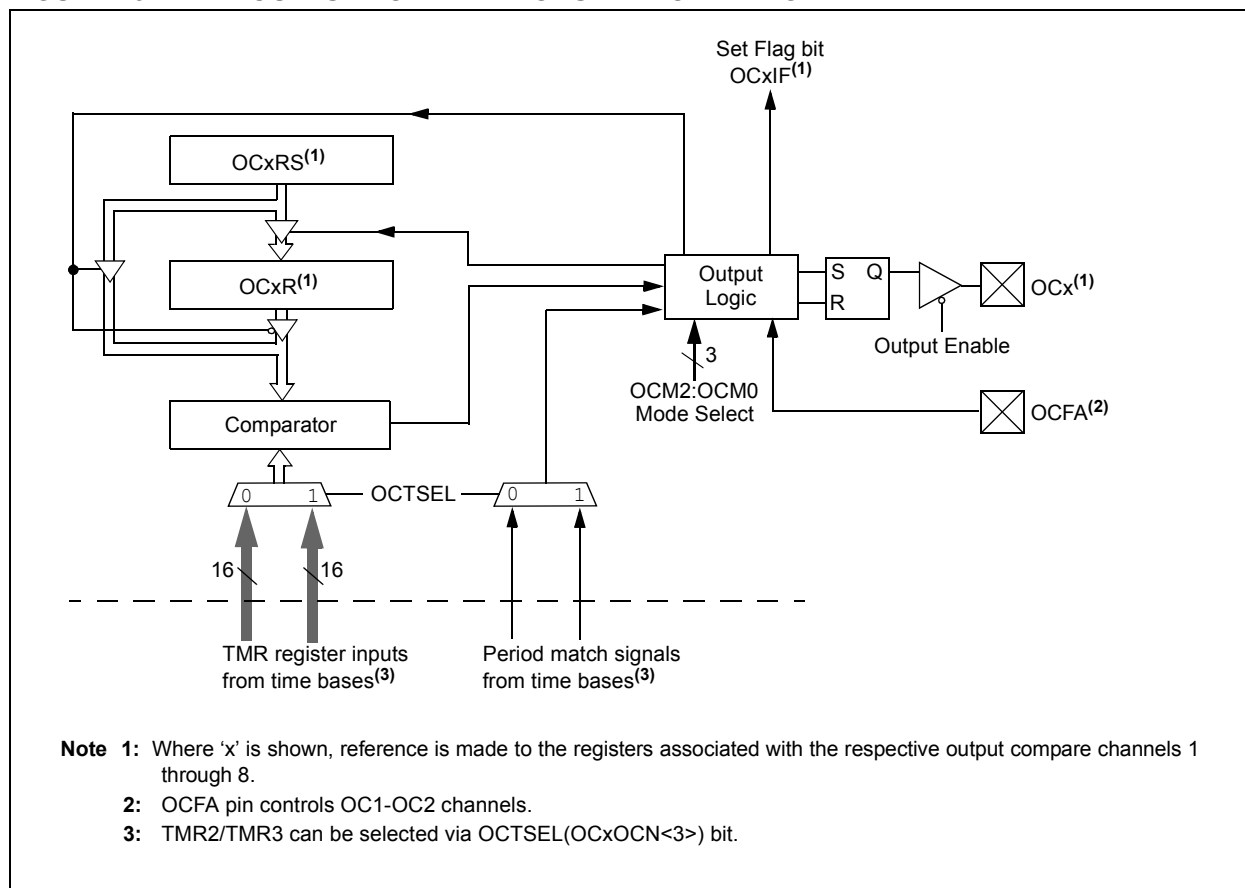 Set Flag bit
OCxIF(1)
OCxRS(1)
OCxR(1)
Output
Logic
S Q
R
OCx(1)
Output Enable
3
OCM2:OCM0
Mode Select
OCFA(2)
Comparator
0 1
OCTSEL
0 1
16
16
TMR register inputs
from time bases(3)
Period match signals
from time bases(3)
Note 1: Where ‘x’ is shown, reference is made to the registers associated with the respective output compare channels 1
through 8.
2: OCFA pin controls OC1-OC2 channels.
3: TMR2/TMR3 can be selected via OCTSEL(OCxOCN<3>) bit.